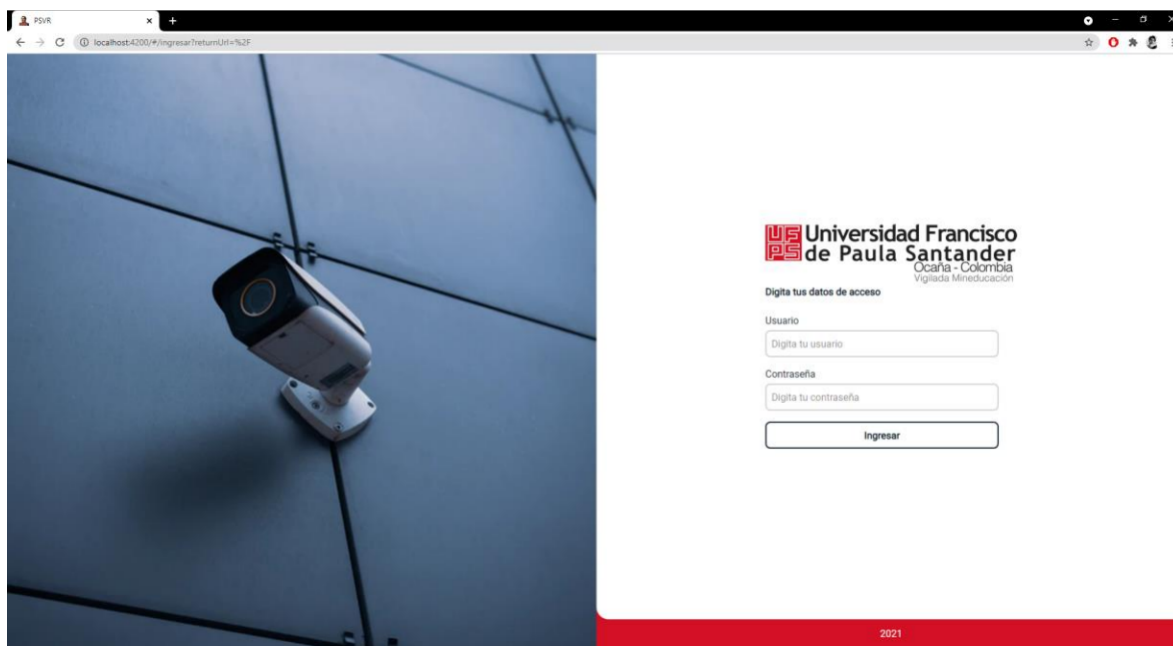 PSVR
localhost:4200/#/ingresar?returnUrl=%2F
UFPS
Universidad Francisco
de Paula Santander
Ocaña - Colombia
Vigilada Mineducación
Digita tus datos de acceso
Usuario
Digita tu usuario
Contraseña
Digita tu contraseña
Ingresar
2021